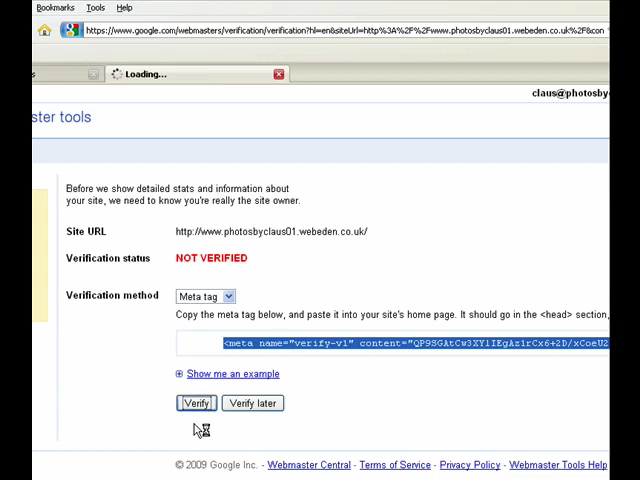 Bookmarks Tools Help
https://www.google.com/webmasters/verification/verification?hl=en&siteUrl=http%3A%2F%2Fwww.photosbyclaus01.webeden.co.uk%2F&con
s Loading...
claus@photosbyc
ster tools
Before we show detailed stats and information about
your site, we need to know you're really the site owner.
Site URL http://www.photosbyclaus01.webeden.co.uk/
Verification status NOT VERIFIED
Verification method Meta tag
Copy the meta tag below, and paste it into your site's home page. It should go in the <head> section,
<meta name="verify-v1" content="QP9SGAtCw3XYlIEgAz1rCx6+2D/xCoeU2
Show me an example
Verify Verify later
© 2009 Google Inc. - Webmaster Central - Terms of Service - Privacy Policy - Webmaster Tools Help